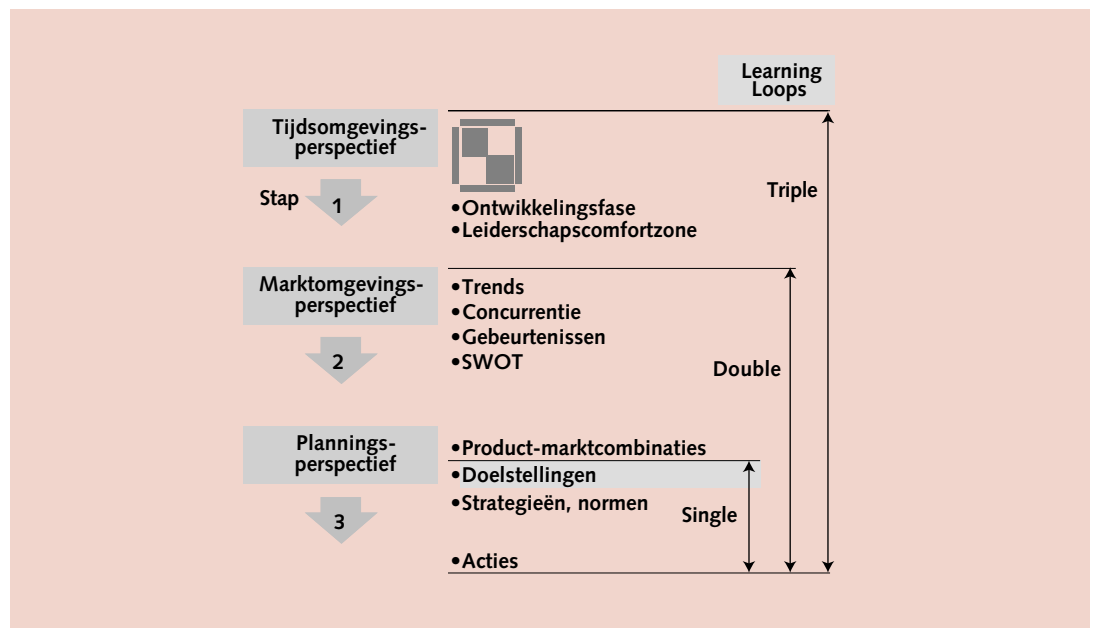 Learning
Loops
Tijdsomgevings-
perspectief
Triple
Stap 1
•Ontwikkelingsfase
•Leiderschapscomfortzone
Marktomgevings-
perspectief
•Trends
•Concurrentie
•Gebeurtenissen
2
•SWOT
Double
Plannings-
perspectief
•Product-marktcombinaties
•Doelstellingen
•Strategieën, normen
Single
3
•Acties